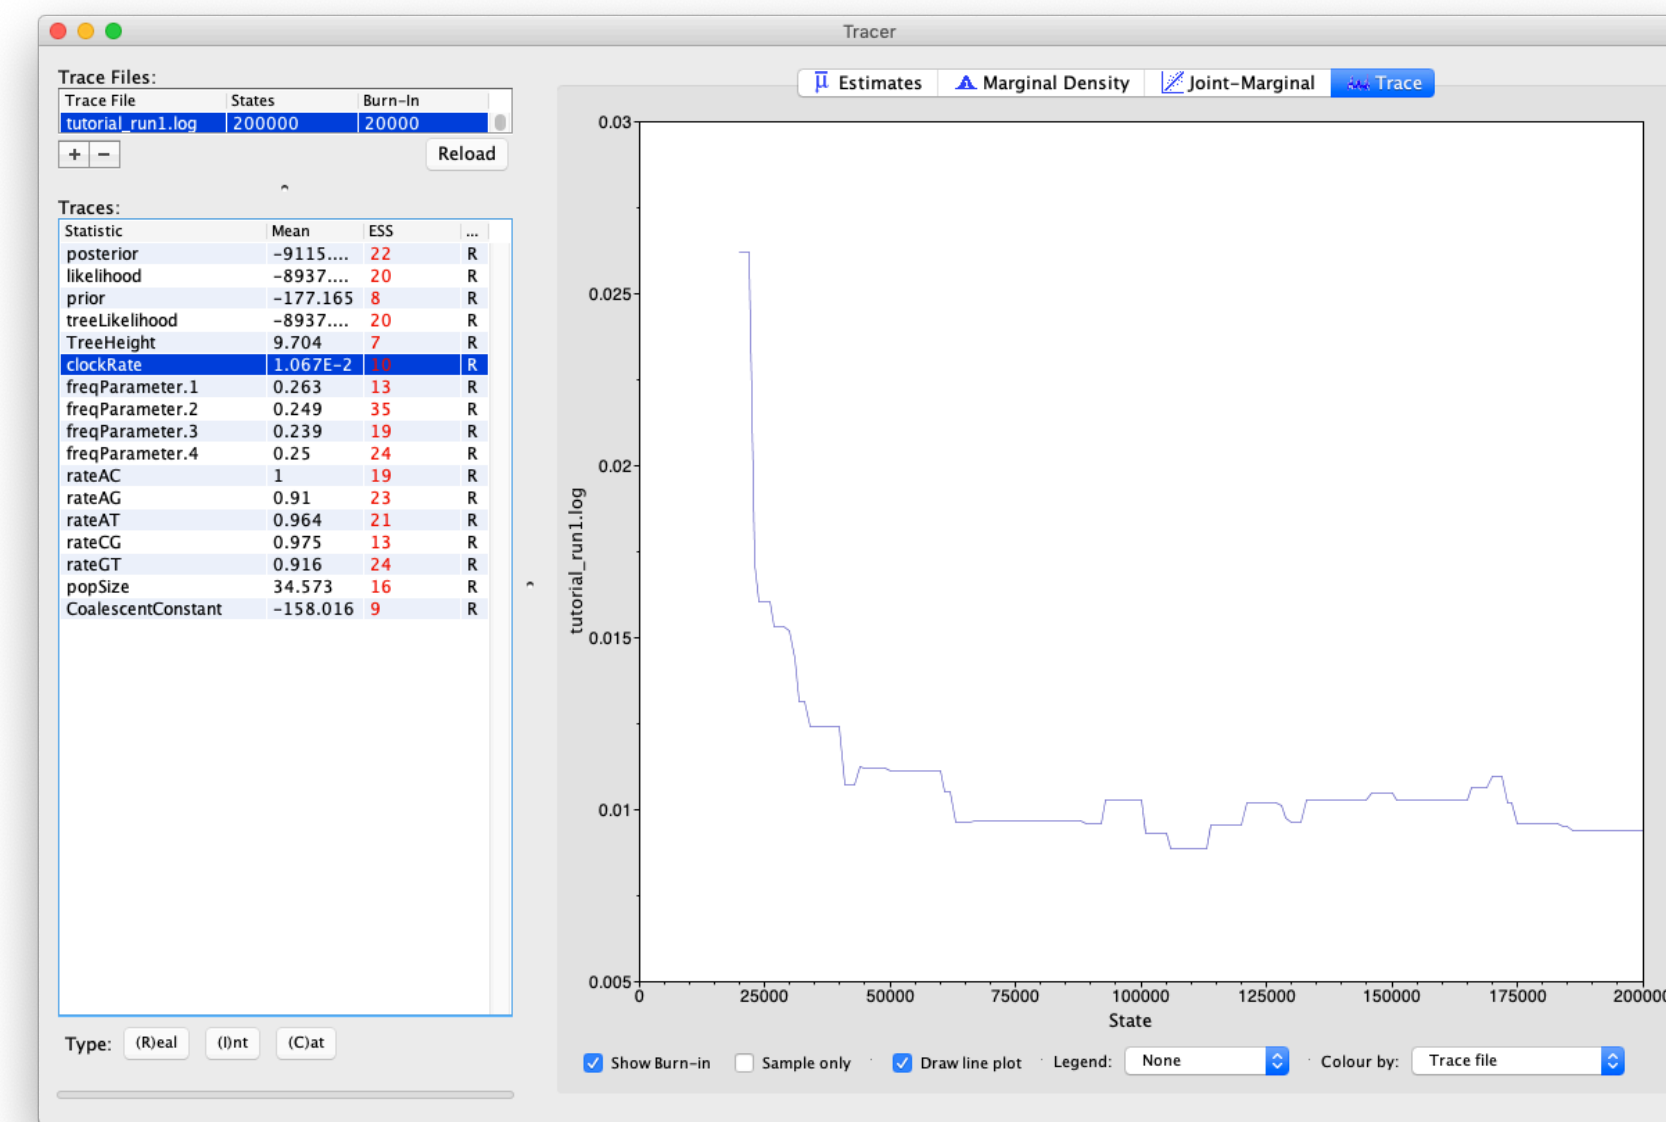 Tracer
Trace Files:
Trace File States Burn-In
tutorial_run1.log 200000 20000
+ −
Reload
Traces:
Statistic Mean ESS ...
posterior -9115.... 22 R
likelihood -8937.... 20 R
prior -177.165 8 R
treeLikelihood -8937.... 20 R
TreeHeight 9.704 7 R
clockRate 1.067E-2 10 R
freqParameter.1 0.263 13 R
freqParameter.2 0.249 35 R
freqParameter.3 0.239 19 R
freqParameter.4 0.25 24 R
rateAC 1 19 R
rateAG 0.91 23 R
rateAT 0.964 21 R
rateCG 0.975 13 R
rateGT 0.916 24 R
popSize 34.573 16 R
CoalescentConstant -158.016 9 R
Type: (R)eal (I)nt (C)at
μ Estimates Marginal Density Joint-Marginal Trace
0.03
0.025
0.02
0.015
0.01
0.005
tutorial_run1.log
0 25000 50000 75000 100000 125000 150000 175000 200000
State
Show Burn-in Sample only Draw line plot Legend: None Colour by: Trace file